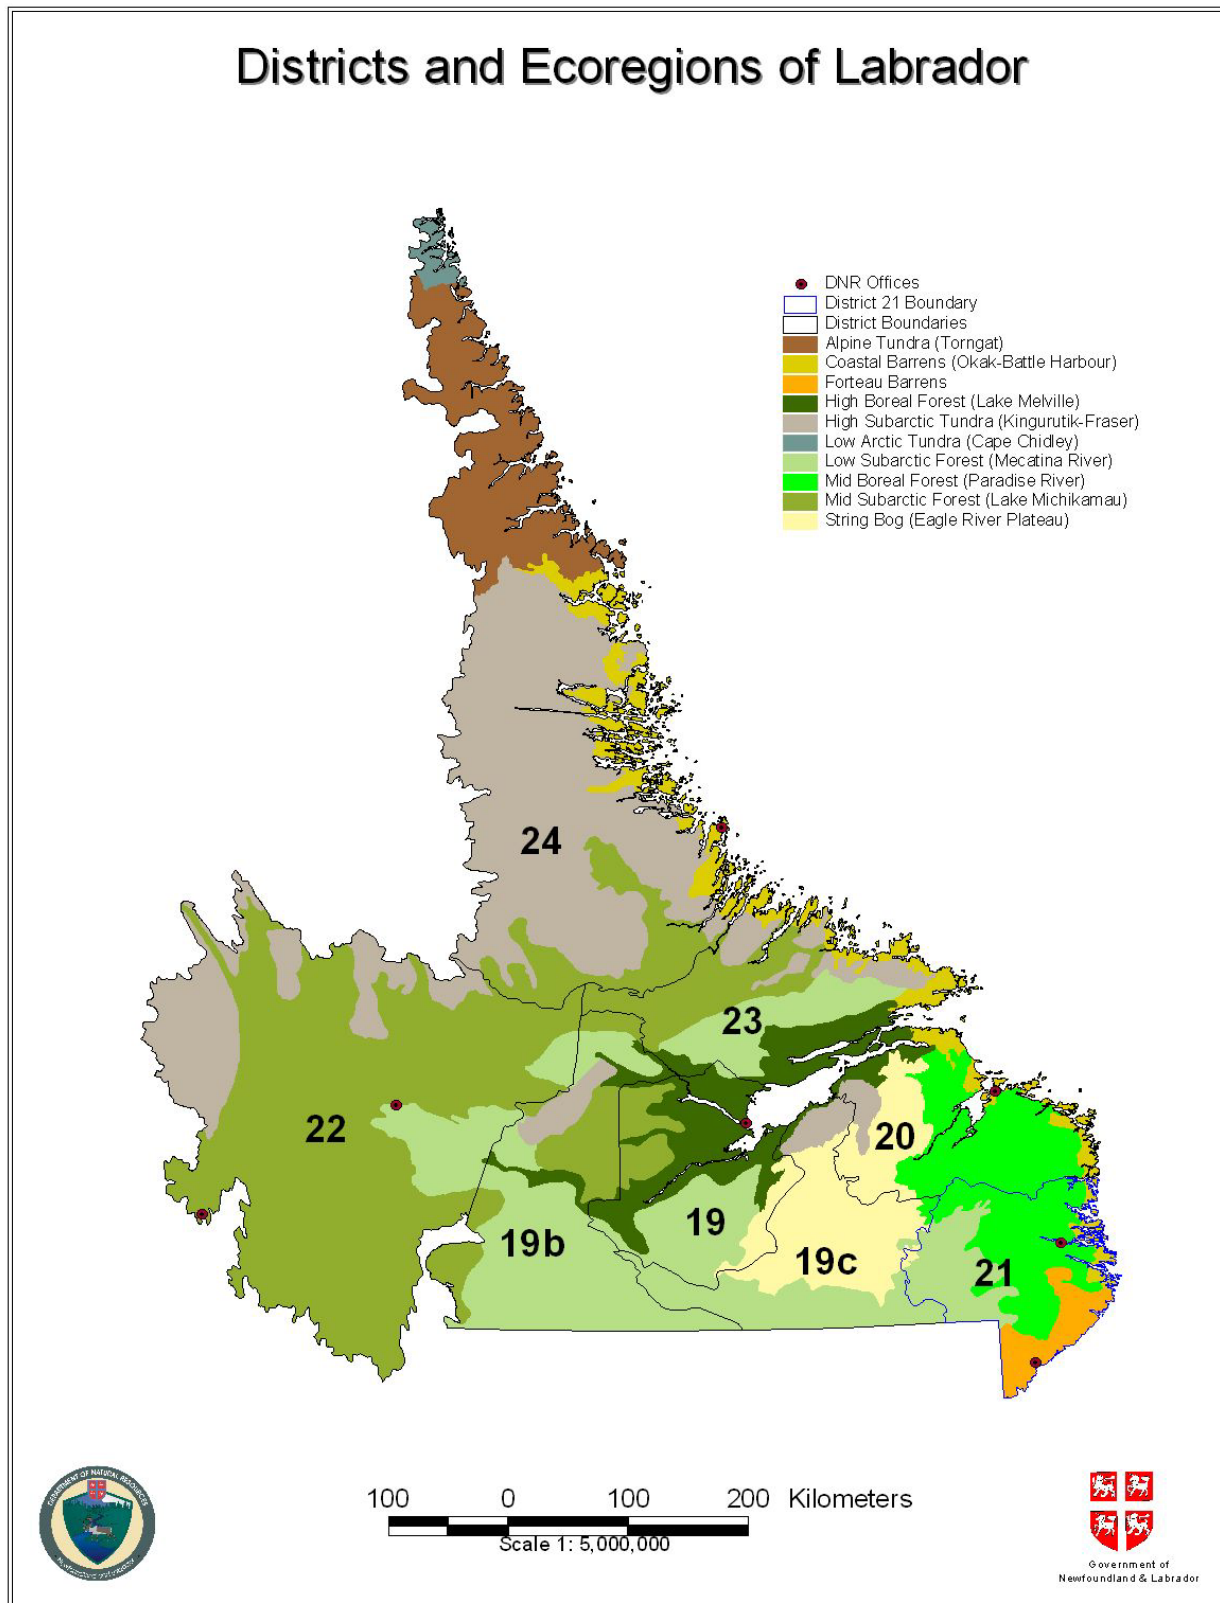 Districts and Ecoregions of Labrador
DNR Offices
District 21 Boundary
District Boundaries
Alpine Tundra (Torngat)
Coastal Barrens (Okak-Battle Harbour)
Forteau Barrens
High Boreal Forest (Lake Melville)
High Subarctic Tundra (Kingurutik-Fraser)
Low Arctic Tundra (Cape Chidley)
Low Subarctic Forest (Mecatina River)
Mid Boreal Forest (Paradise River)
Mid Subarctic Forest (Lake Michikamau)
String Bog (Eagle River Plateau)
24
23
22
20
19
19b
19c
21
DEPARTMENT OF NATURAL RESOURCES
100 0 100 200 Kilometers
Scale 1: 5,000,000
Government of
Newfoundland & Labrador